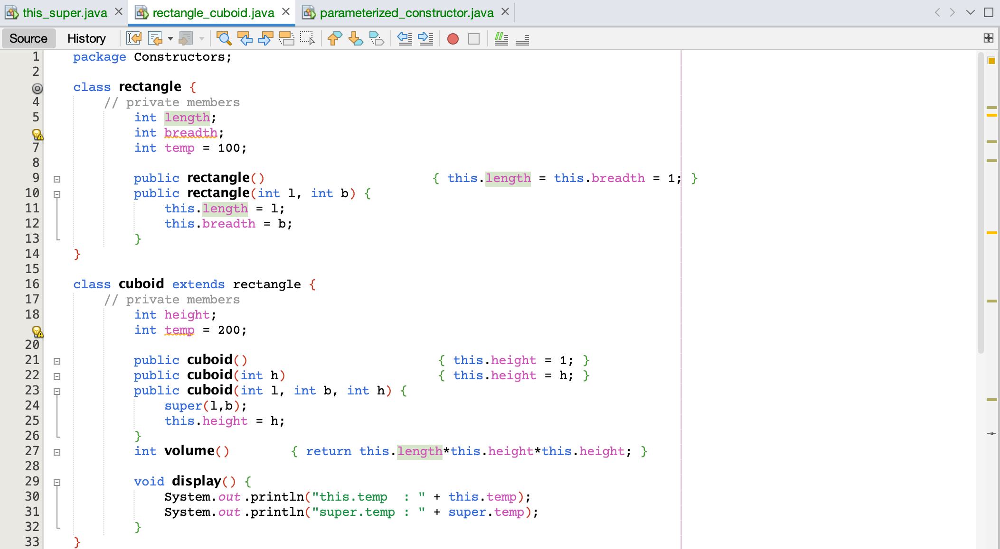 this_super.java rectangle_cuboid.java parameterized_constructor.java
Source History
1 package Constructors;
2
class rectangle {
4 // private members
5 int length;
int breadth;
7 int temp = 100;
8
9 public rectangle() { this.length = this.breadth = 1; }
10 public rectangle(int l, int b) {
11 this.length = l;
12 this.breadth = b;
13 }
14 }
15
16 class cuboid extends rectangle {
17 // private members
18 int height;
int temp = 200;
20
21 public cuboid() { this.height = 1; }
22 public cuboid(int h) { this.height = h; }
23 public cuboid(int l, int b, int h) {
24 super(l,b);
25 this.height = h;
26 }
27 int volume() { return this.length*this.height*this.height; }
28
29 void display() {
30 System.out.println("this.temp  : " + this.temp);
31 System.out.println("super.temp : " + super.temp);
32 }
33 }